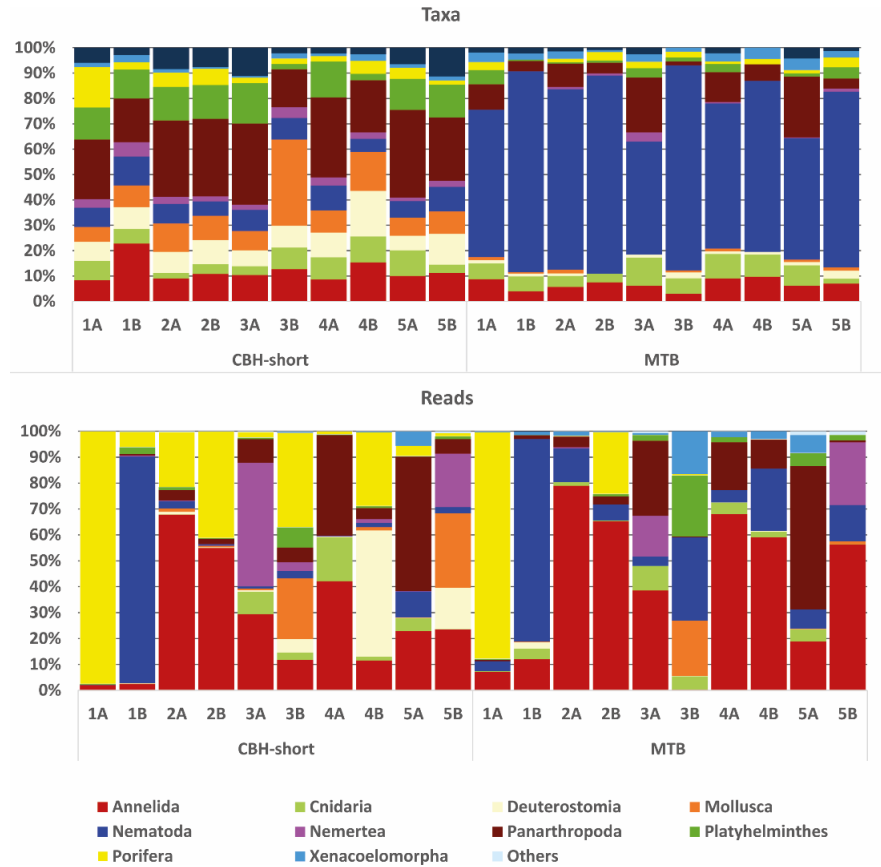 Taxa
100%
90%
80%
70%
60%
50%
40%
30%
20%
10%
0%
1A 1B 2A 2B 3A 3B 4A 4B 5A 5B 1A 1B 2A 2B 3A 3B 4A 4B 5A 5B
CBH-short MTB
Reads
100%
90%
80%
70%
60%
50%
40%
30%
20%
10%
0%
1A 1B 2A 2B 3A 3B 4A 4B 5A 5B 1A 1B 2A 2B 3A 3B 4A 4B 5A 5B
CBH-short MTB
Annelida Cnidaria Deuterostomia Mollusca
Nematoda Nemertea Panarthropoda Platyhelminthes
Porifera Xenacoelomorpha Others